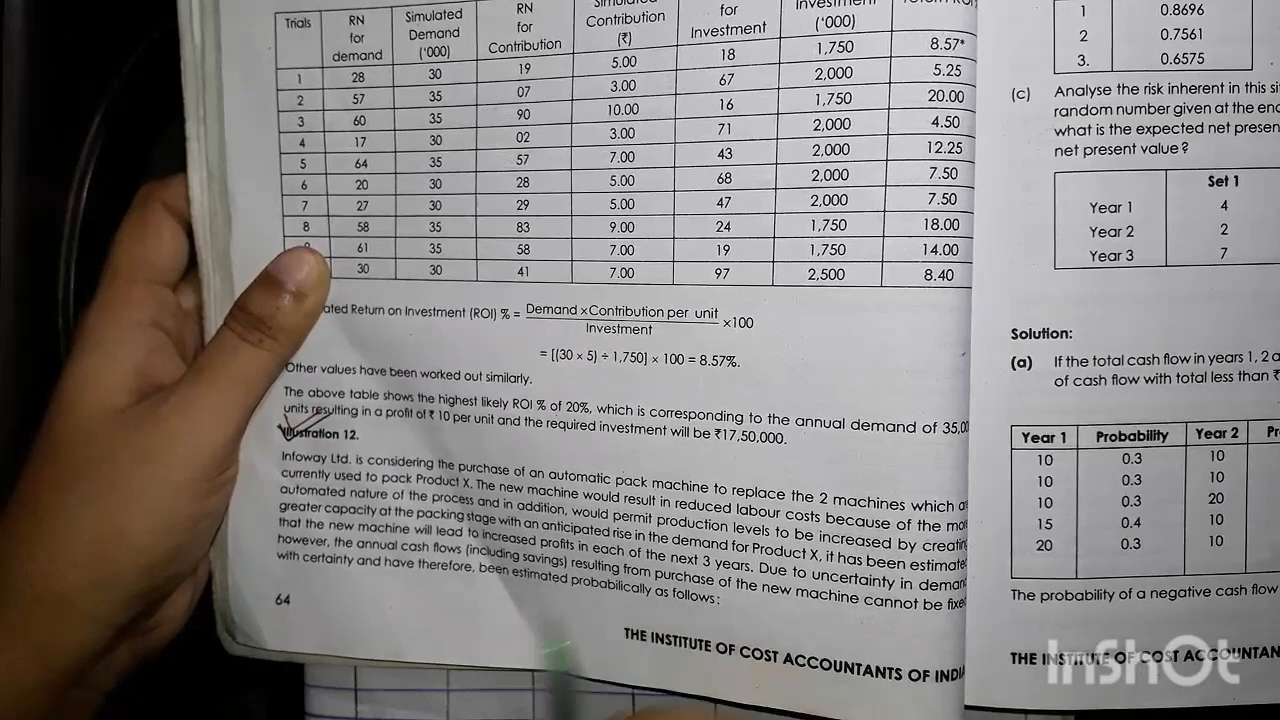 Trials RN for demand Simulated Demand ('000) RN for Contribution Simulated Contribution (₹) for Investment Investment ('000)
1 28 30 19 5.00 18 1,750 8.57*
2 57 35 07 3.00 67 2,000 5.25
3 60 35 90 10.00 16 1,750 20.00
4 17 30 02 3.00 71 2,000 4.50
5 64 35 57 7.00 43 2,000 12.25
6 20 30 28 5.00 68 2,000 7.50
7 27 30 29 5.00 47 2,000 7.50
8 58 35 83 9.00 24 1,750 18.00
61 35 58 7.00 19 1,750 14.00
30 30 41 7.00 97 2,500 8.40
ated Return on Investment (ROI) % = Demand × Contribution per unit
Investment
×100
= [(30 × 5) ÷ 1,750] × 100 = 8.57%.
Other values have been worked out similarly.
The above table shows the highest likely ROI % of 20%, which is corresponding to the annual demand of 35,00
units resulting in a profit of ₹ 10 per unit and the required investment will be ₹17,50,000.
Illustration 12.
Infoway Ltd. is considering the purchase of an automatic pack machine to replace the 2 machines which a
currently used to pack Product X. The new machine would result in reduced labour costs because of the mor
automated nature of the process and in addition, would permit production levels to be increased by creatin
greater capacity at the packing stage with an anticipated rise in the demand for Product X, it has been estimate
that the new machine will lead to increased profits in each of the next 3 years. Due to uncertainty in deman
however, the annual cash flows (including savings) resulting from purchase of the new machine cannot be fixe
with certainty and have therefore, been estimated probabilically as follows:
64
THE INSTITUTE OF COST ACCOUNTANTS OF INDIA
1 0.8696
2 0.7561
3. 0.6575
(c) Analyse the risk inherent in this si
random number given at the end
what is the expected net presen
net present value ?
Set 1
Year 1 4
Year 2 2
Year 3 7
Solution:
(a) If the total cash flow in years 1, 2 a
of cash flow with total less than ₹
Year 1 Probability Year 2 Pr
10 0.3 10
10 0.3 10
10 0.3 20
15 0.4 10
20 0.3 10
The probability of a negative cash flow
THE INSTITUTE OF COST ACCOUNTAN
InShOt